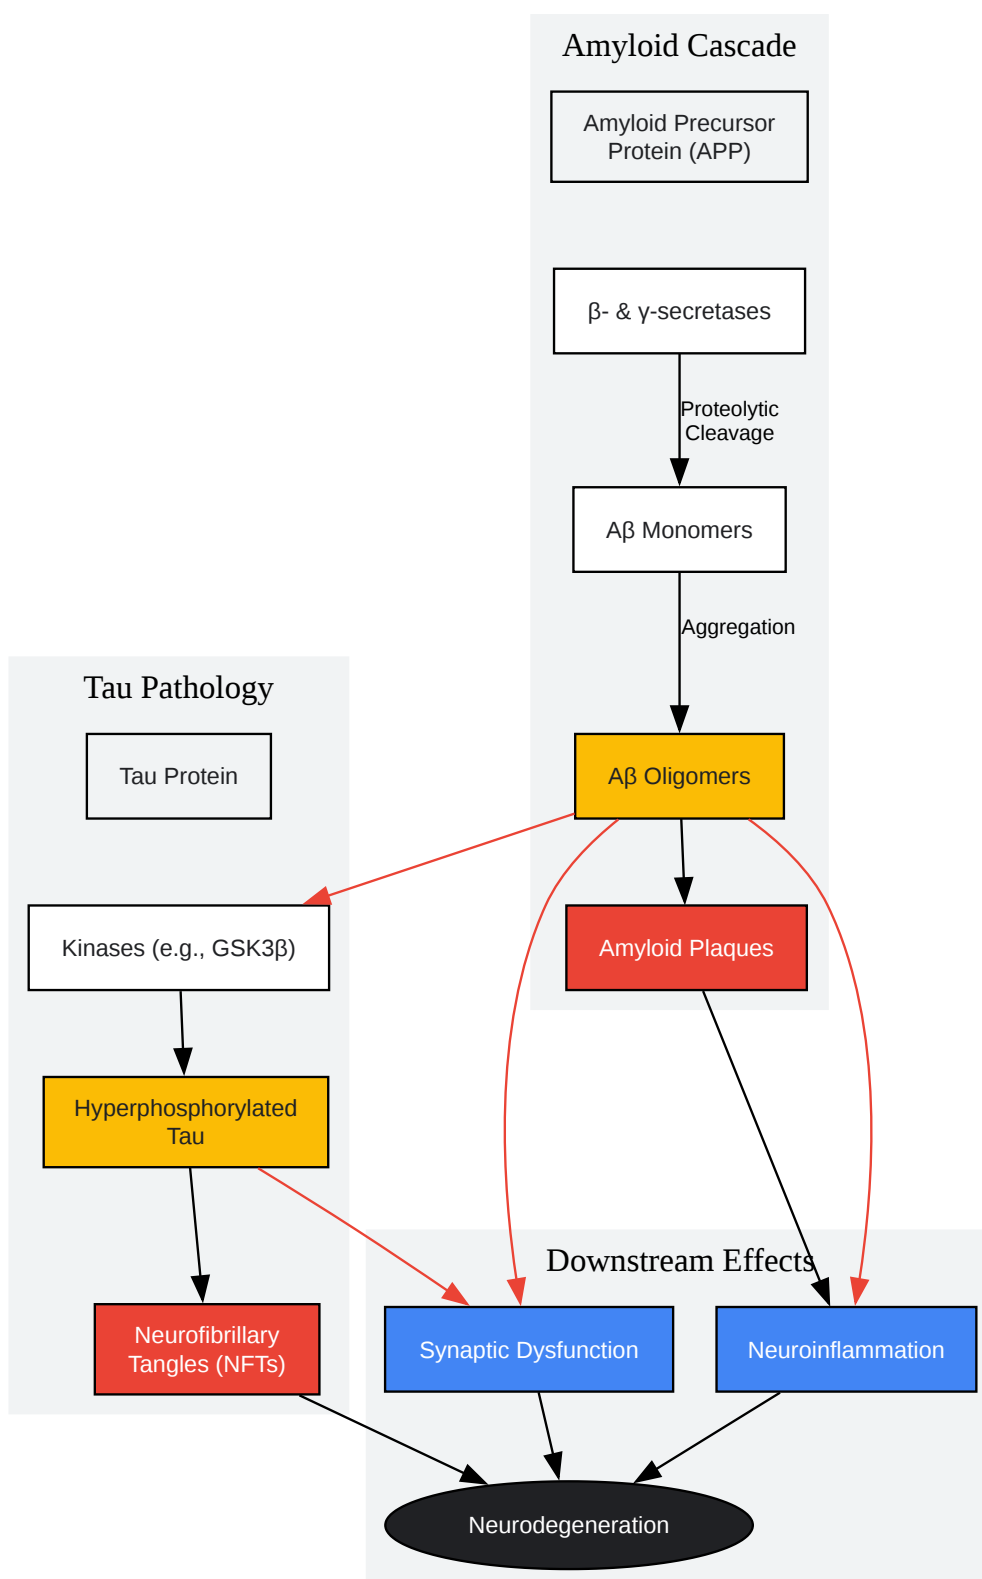 Amyloid Cascade
Amyloid Precursor
Protein (APP)
β- & γ-secretases
Proteolytic
Cleavage
Aβ Monomers
Aggregation
Aβ Oligomers
Amyloid Plaques
Tau Pathology
Tau Protein
Kinases (e.g., GSK3β)
Hyperphosphorylated
Tau
Neurofibrillary
Tangles (NFTs)
Downstream Effects
Synaptic Dysfunction
Neuroinflammation
Neurodegeneration